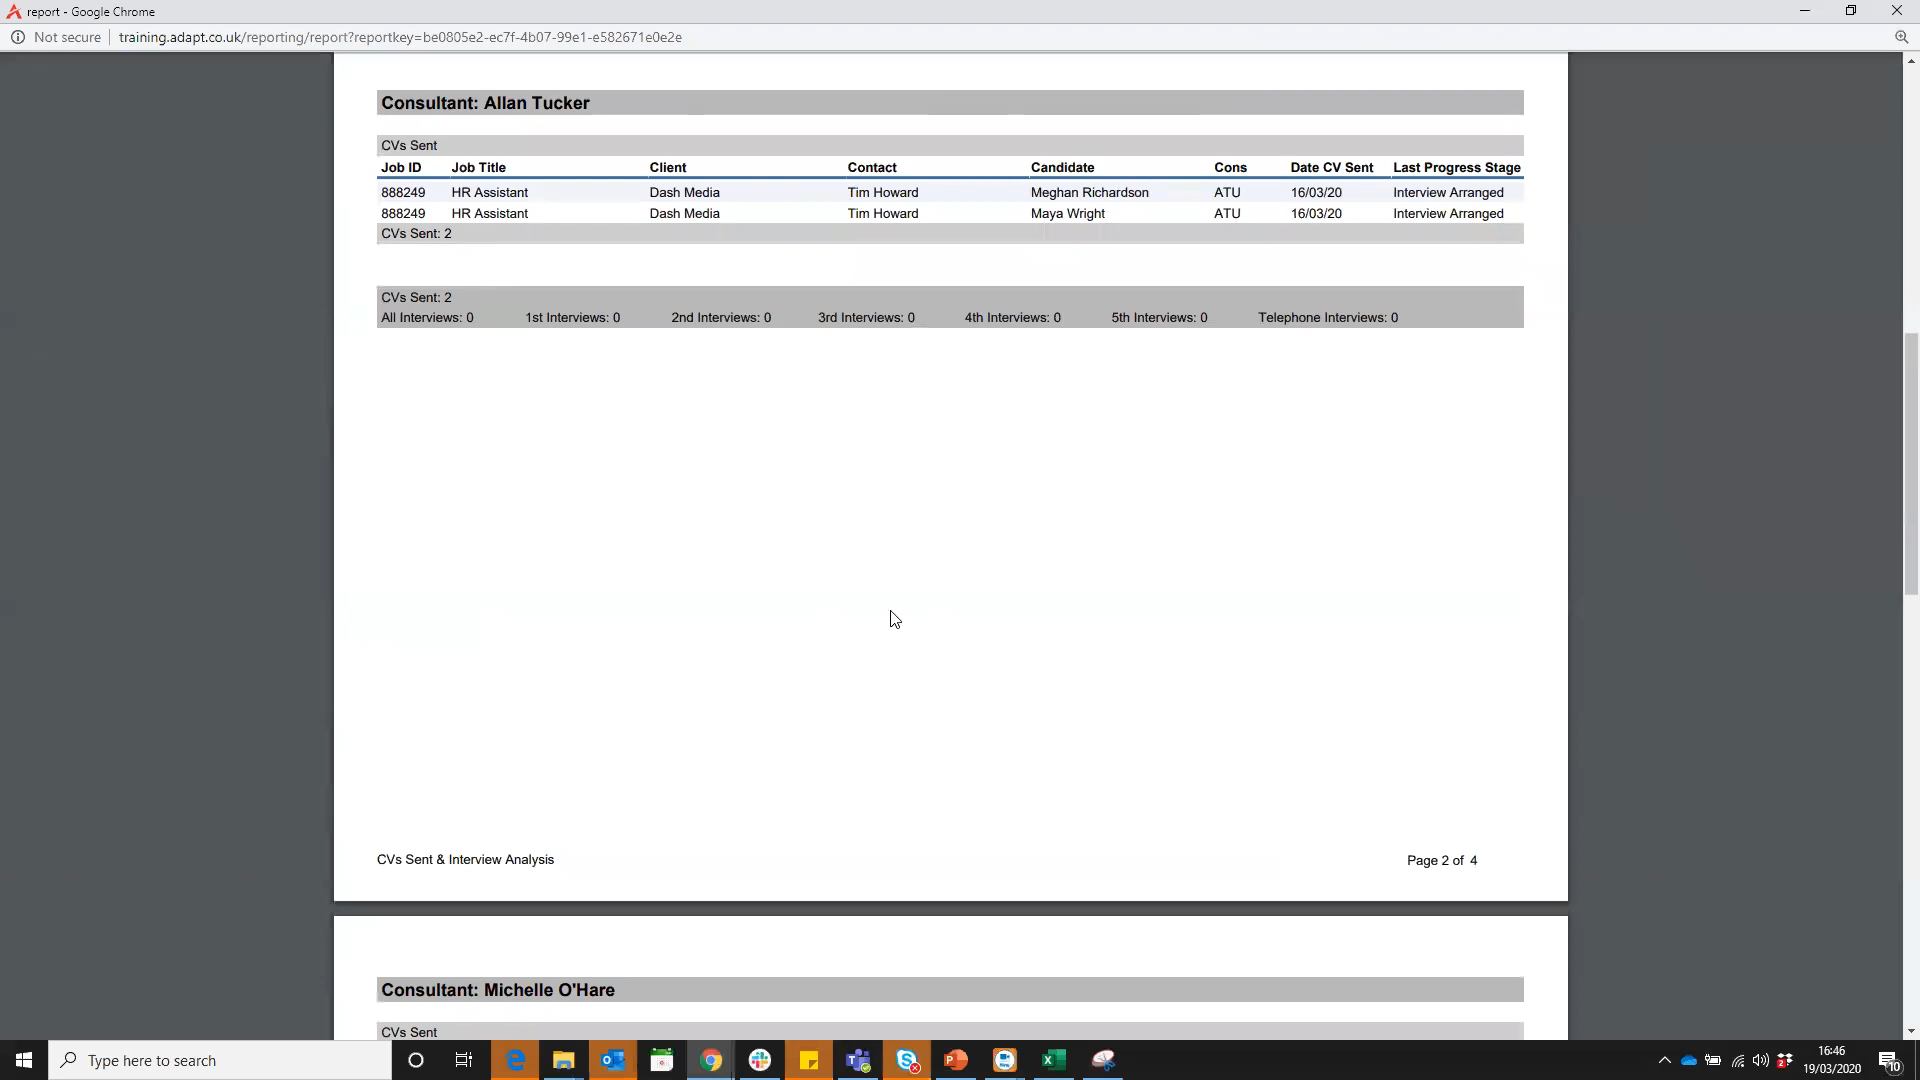 report - Google Chrome
Not secure training.adapt.co.uk/reporting/report?reportkey=be0805e2-ec7f-4b07-99e1-e582671e0e2e
Consultant: Allan Tucker
CVs Sent
Job ID Job Title Client Contact Candidate Cons Date CV Sent Last Progress Stage
888249 HR Assistant Dash Media Tim Howard Meghan Richardson ATU 16/03/20 Interview Arranged
888249 HR Assistant Dash Media Tim Howard Maya Wright ATU 16/03/20 Interview Arranged
CVs Sent: 2
CVs Sent: 2
All Interviews: 0 1st Interviews: 0 2nd Interviews: 0 3rd Interviews: 0 4th Interviews: 0 5th Interviews: 0 Telephone Interviews: 0
CVs Sent & Interview Analysis Page 2 of 4
Consultant: Michelle O'Hare
CVs Sent
Type here to search
16:46
19/03/2020
10